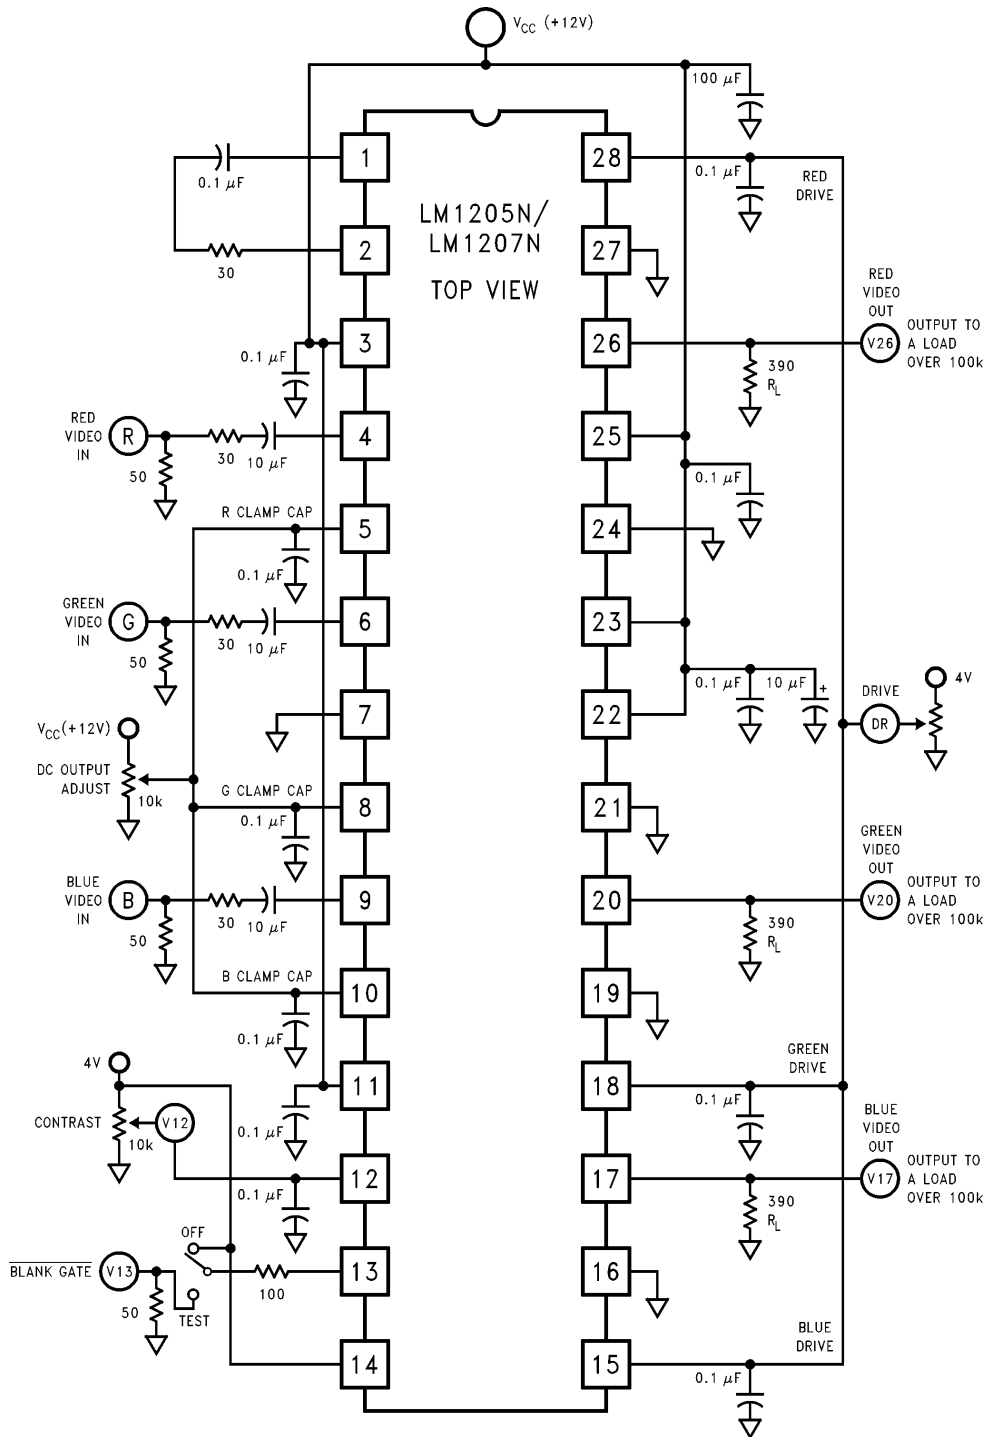 V_CC (+12V)
100 µF
1
28
0.1 µF
0.1 µF
RED
DRIVE
LM1205N/
LM1207N
2
27
30
TOP VIEW
RED
VIDEO
OUT
0.1 µF
3
26
V26
OUTPUT TO
A LOAD
OVER 100k
390
R_L
RED
VIDEO
IN
R
50
30
10 µF
4
25
0.1 µF
R CLAMP CAP
5
24
0.1 µF
GREEN
VIDEO
IN
G
50
30
10 µF
6
23
0.1 µF
10 µF
+
V_CC(+12V)
7
22
DRIVE
DR
4V
DC OUTPUT
ADJUST
10k
G CLAMP CAP
8
21
0.1 µF
GREEN
VIDEO
OUT
BLUE
VIDEO
IN
B
50
30
10 µF
9
20
V20
OUTPUT TO
A LOAD
OVER 100k
390
R_L
B CLAMP CAP
10
19
0.1 µF
4V
GREEN
DRIVE
11
18
0.1 µF
0.1 µF
CONTRAST
10k
V12
BLUE
VIDEO
OUT
12
17
0.1 µF
V17
OUTPUT TO
A LOAD
OVER 100k
390
R_L
OFF
BLANK GATE
V13
50
TEST
100
13
16
BLUE
DRIVE
14
15
0.1 µF